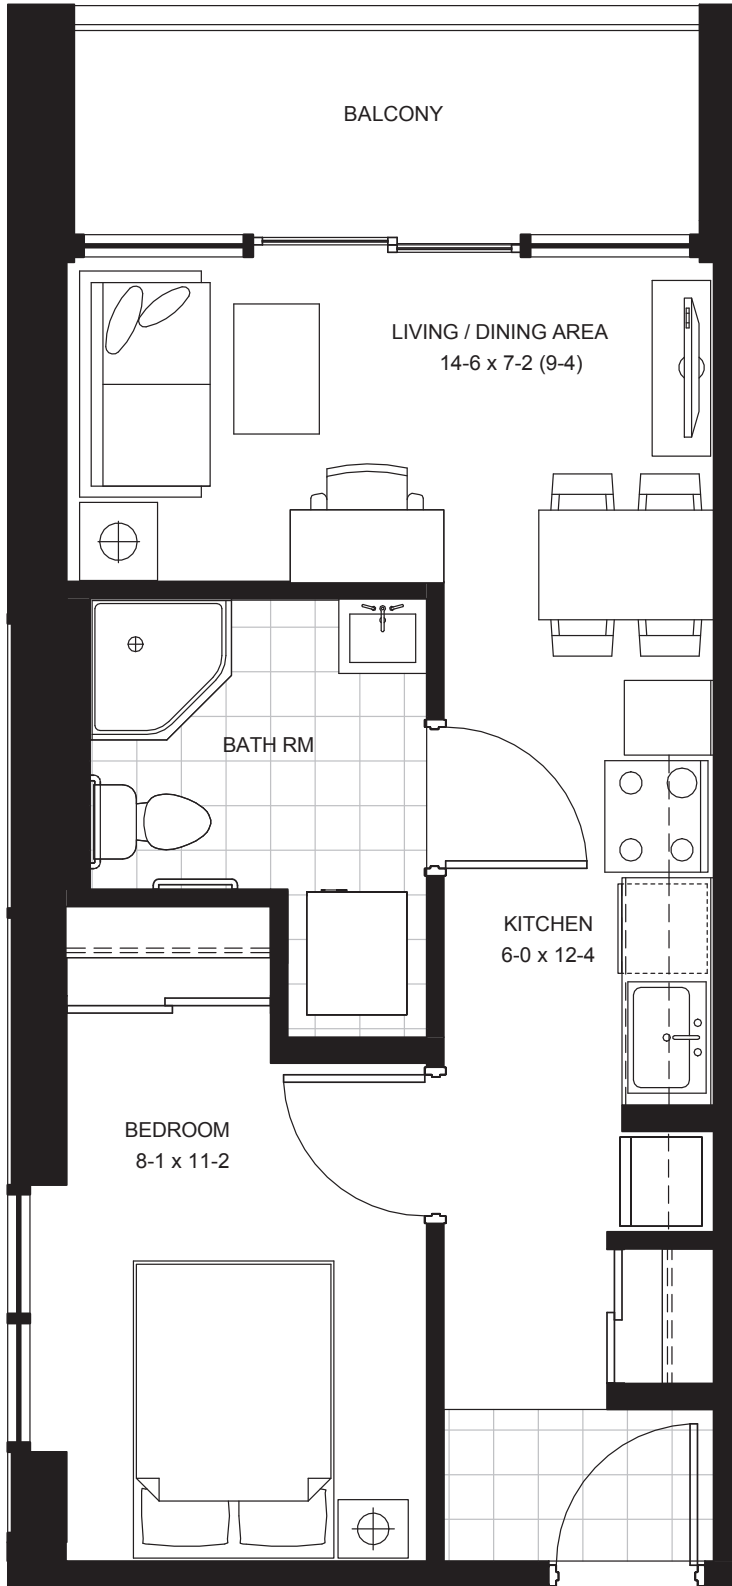 BALCONY
LIVING / DINING AREA
14-6 x 7-2 (9-4)
BATH RM
KITCHEN
6-0 x 12-4
BEDROOM
8-1 x 11-2